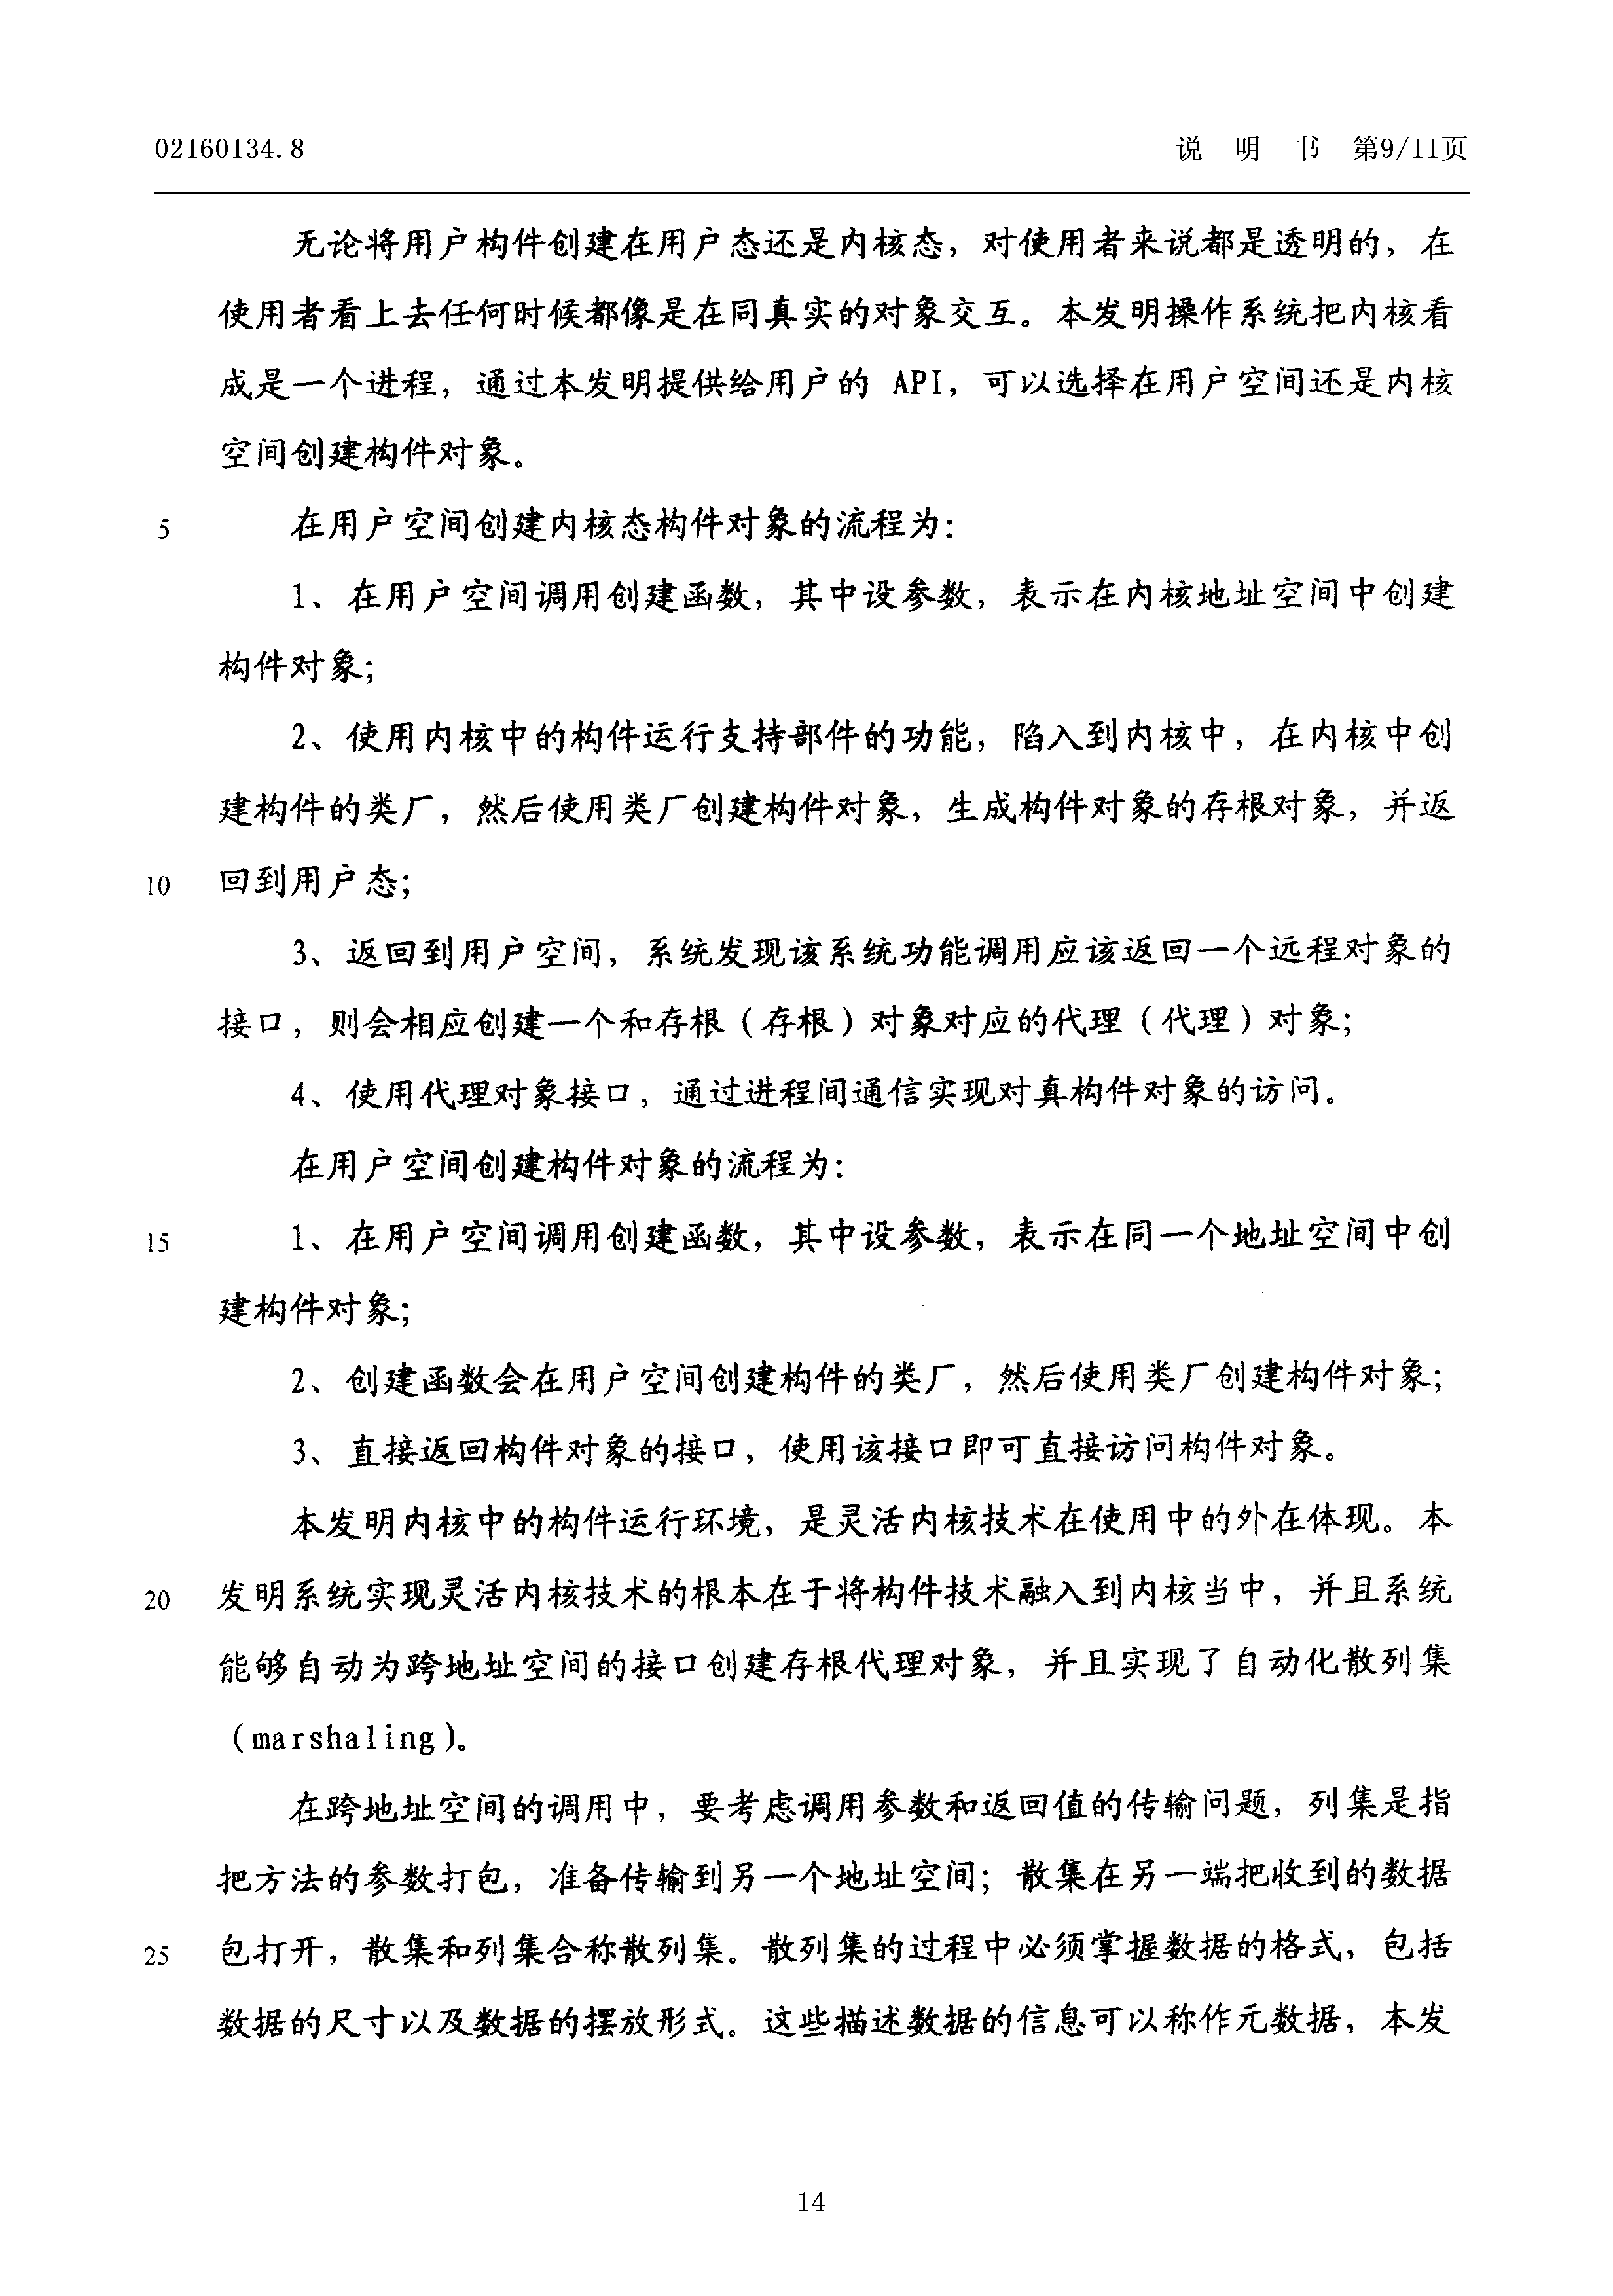 02160134.8 说 明 书 第9/11页
无论将用户构件创建在用户态还是内核态，对使用者来说都是透明的，在
使用者看上去任何时候都像是在同真实的对象交互。本发明操作系统把内核看
成是一个进程，通过本发明提供给用户的 API，可以选择在用户空间还是内核
空间创建构件对象。
5 在用户空间创建内核态构件对象的流程为：
1、在用户空间调用创建函数，其中设参数，表示在内核地址空间中创建
构件对象；
2、使用内核中的构件运行支持部件的功能，陷入到内核中，在内核中创
建构件的类厂，然后使用类厂创建构件对象，生成构件对象的存根对象，并返
10 回到用户态；
3、返回到用户空间，系统发现该系统功能调用应该返回一个远程对象的
接口，则会相应创建一个和存根（存根）对象对应的代理（代理）对象；
4、使用代理对象接口，通过进程间通信实现对真构件对象的访问。
在用户空间创建构件对象的流程为：
15 1、在用户空间调用创建函数，其中设参数，表示在同一个地址空间中创
建构件对象；
2、创建函数会在用户空间创建构件的类厂，然后使用类厂创建构件对象；
3、直接返回构件对象的接口，使用该接口即可直接访问构件对象。
本发明内核中的构件运行环境，是灵活内核技术在使用中的外在体现。本
20 发明系统实现灵活内核技术的根本在于将构件技术融入到内核当中，并且系统
能够自动为跨地址空间的接口创建存根代理对象，并且实现了自动化散列集
（marshaling）。
在跨地址空间的调用中，要考虑调用参数和返回值的传输问题，列集是指
把方法的参数打包，准备传输到另一个地址空间；散集在另一端把收到的数据
25 包打开，散集和列集合称散列集。散列集的过程中必须掌握数据的格式，包括
数据的尺寸以及数据的摆放形式。这些描述数据的信息可以称作元数据，本发
14